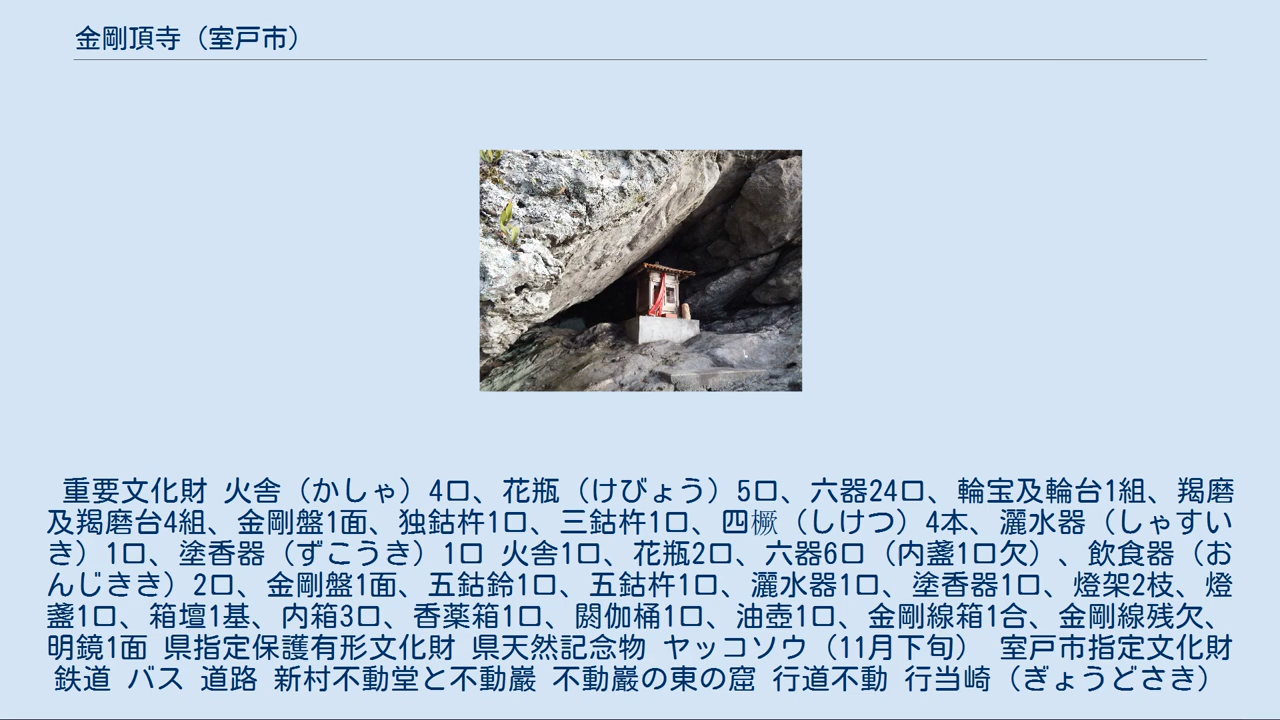 金剛頂寺（室戸市）
重要文化財 火舎（かしゃ）4口、花瓶（けびょう）5口、六器24口、輪宝及輪台1組、羯磨
及羯磨台4組、金剛盤1面、独鈷杵1口、三鈷杵1口、四橛（しけつ）4本、灑水器（しゃすい
き）1口、塗香器（ずこうき）1口 火舎1口、花瓶2口、六器6口（内盞1口欠）、飲食器（お
んじきき）2口、金剛盤1面、五鈷鈴1口、五鈷杵1口、灑水器1口、塗香器1口、燈架2枝、燈
盞1口、箱壇1基、内箱3口、香薬箱1口、閼伽桶1口、油壺1口、金剛線箱1合、金剛線残欠、
明鏡1面 県指定保護有形文化財 県天然記念物 ヤッコソウ（11月下旬） 室戸市指定文化財
鉄道 バス 道路 新村不動堂と不動巖 不動巖の東の窟 行道不動 行当崎（ぎょうどさき）